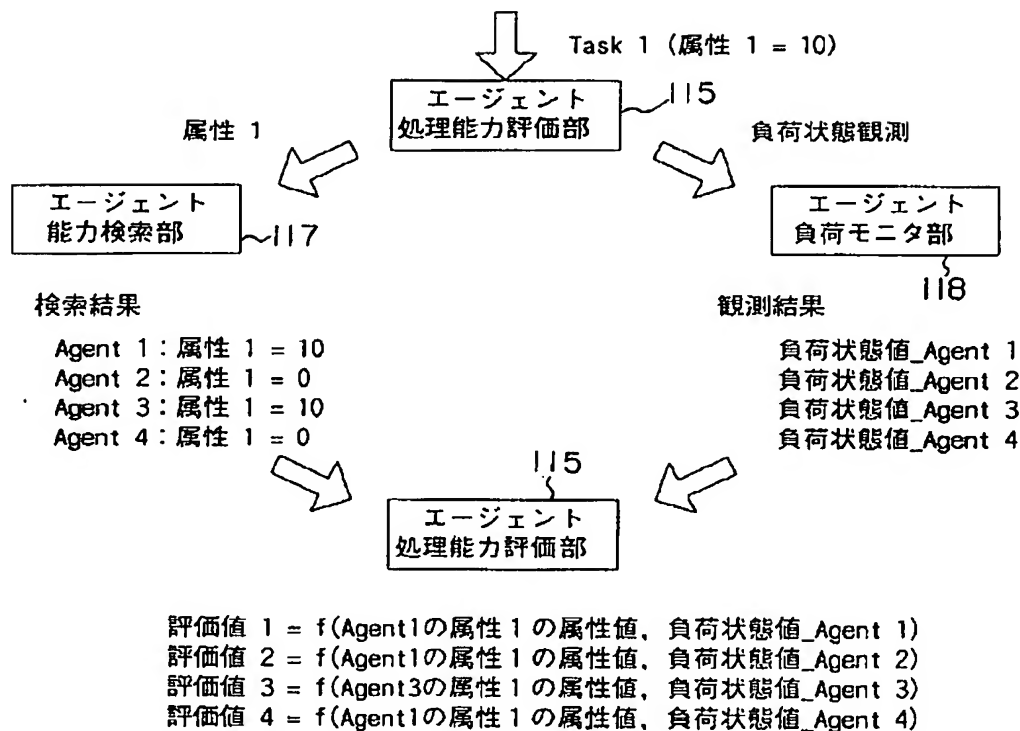 Task 1 (属性 1 = 10)
エージェント
処理能力評価部
115
属性 1
負荷状態観測
エージェント
能力検索部
117
エージェント
負荷モニタ部
118
検索結果
Agent 1：属性 1 = 10
Agent 2：属性 1 = 0
Agent 3：属性 1 = 10
Agent 4：属性 1 = 0
観測結果
負荷状態値_Agent 1
負荷状態値_Agent 2
負荷状態値_Agent 3
負荷状態値_Agent 4
115
エージェント
処理能力評価部
評価値 1 = f(Agent1の属性1の属性値, 負荷状態値_Agent 1)
評価値 2 = f(Agent1の属性1の属性値, 負荷状態値_Agent 2)
評価値 3 = f(Agent3の属性1の属性値, 負荷状態値_Agent 3)
評価値 4 = f(Agent1の属性1の属性値, 負荷状態値_Agent 4)